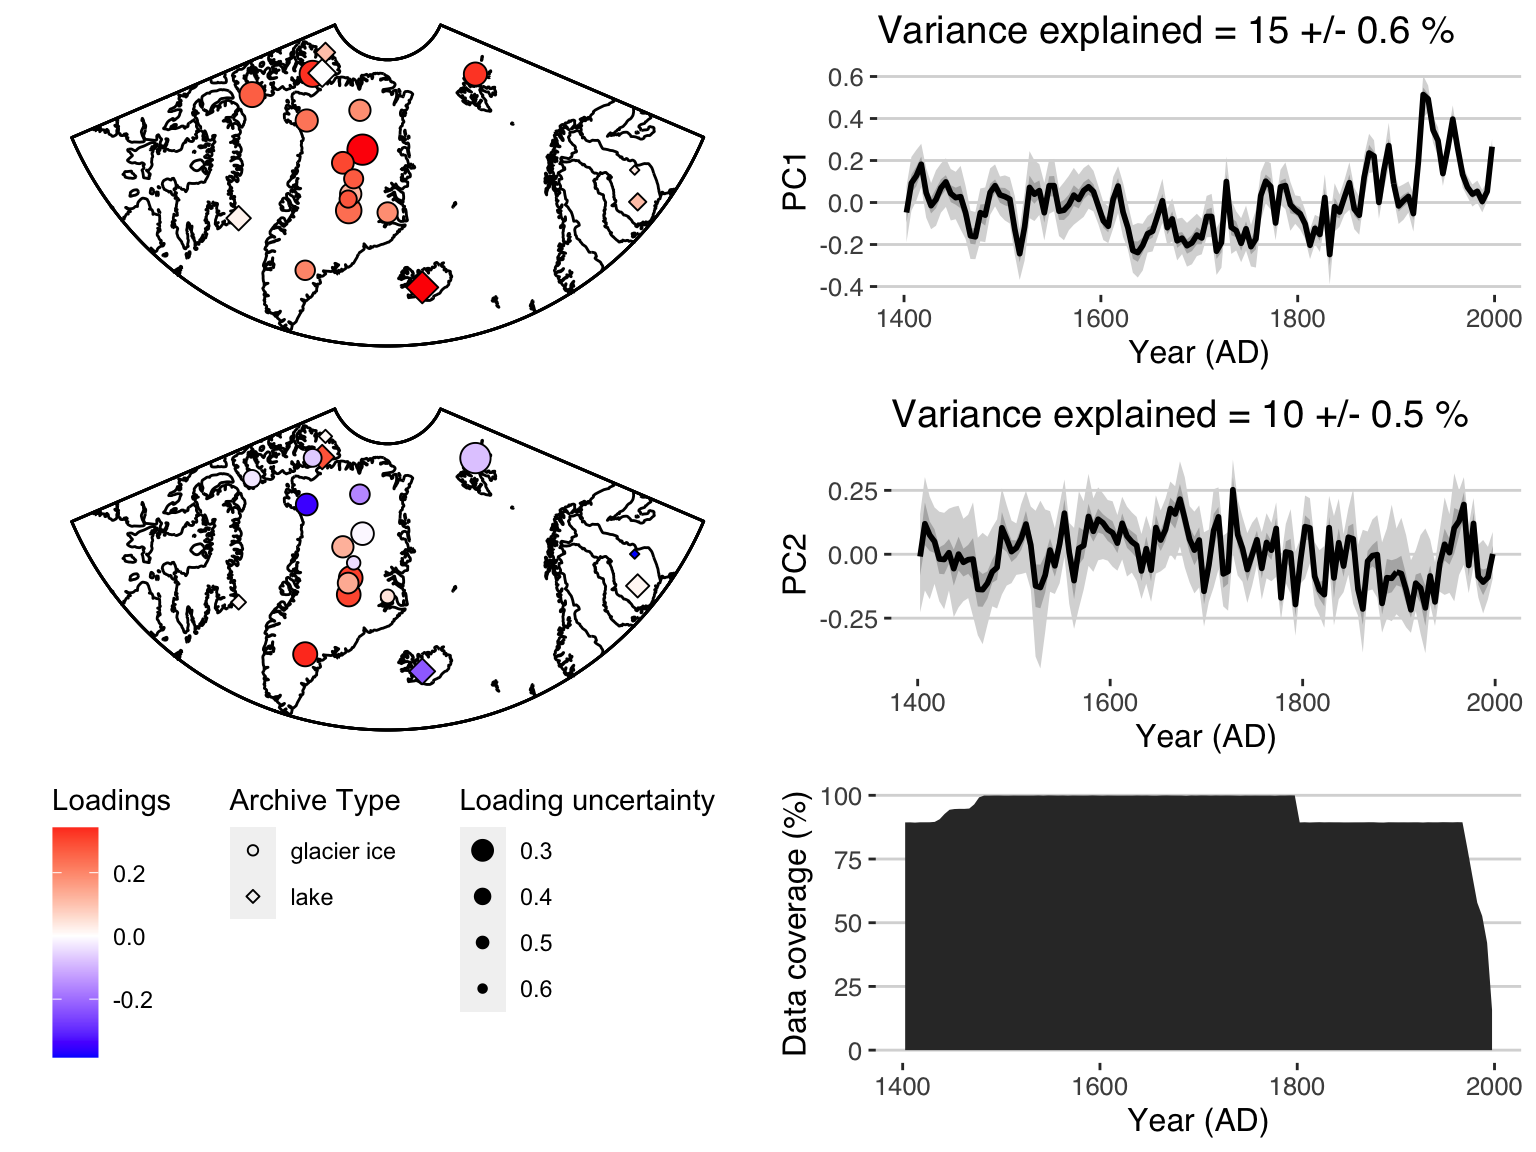 Variance explained = 15 +/- 0.6 %
PC1
0.6
0.4
0.2
0.0
-0.2
-0.4
1400 1600 1800 2000
Year (AD)
Variance explained = 10 +/- 0.5 %
PC2
0.25
0.00
-0.25
1400 1600 1800 2000
Year (AD)
Loadings
0.2
0.0
-0.2
Archive Type
glacier ice
lake
Loading uncertainty
0.3
0.4
0.5
0.6
Data coverage (%)
100
75
50
25
0
1400 1600 1800 2000
Year (AD)